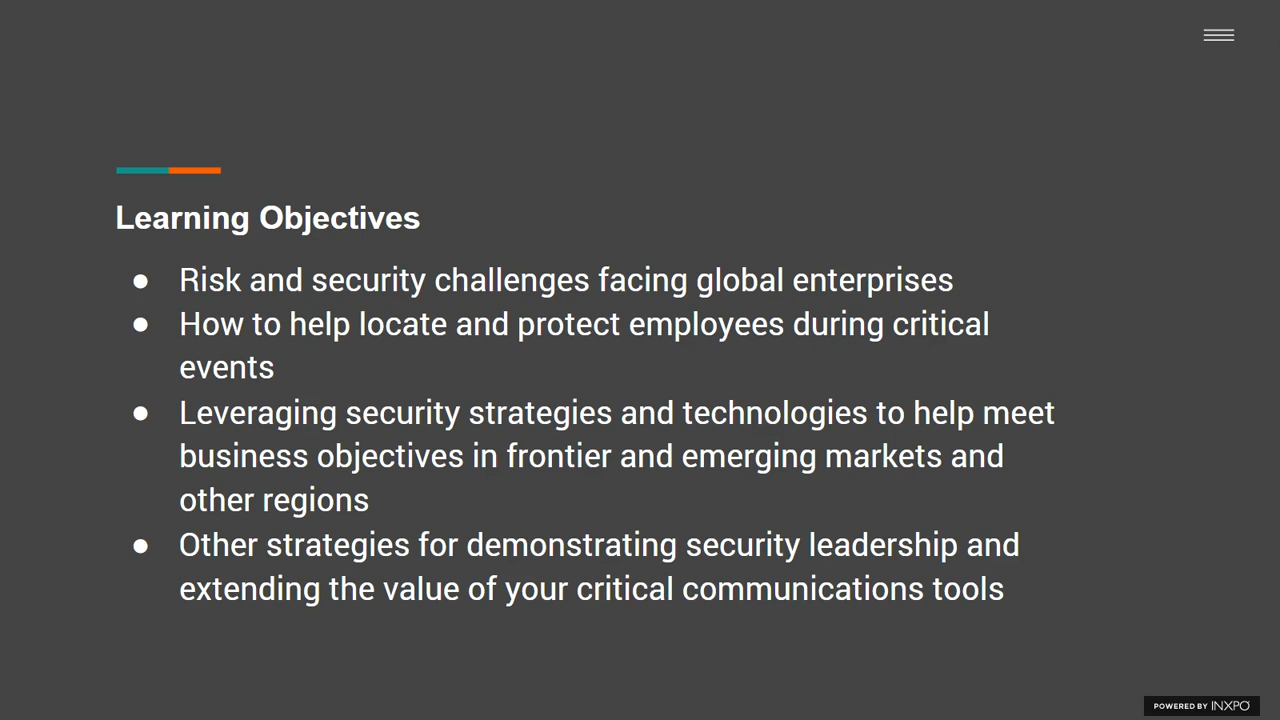 Learning Objectives
● Risk and security challenges facing global enterprises
● How to help locate and protect employees during critical
events
● Leveraging security strategies and technologies to help meet
business objectives in frontier and emerging markets and
other regions
● Other strategies for demonstrating security leadership and
extending the value of your critical communications tools
POWERED BY INXPO